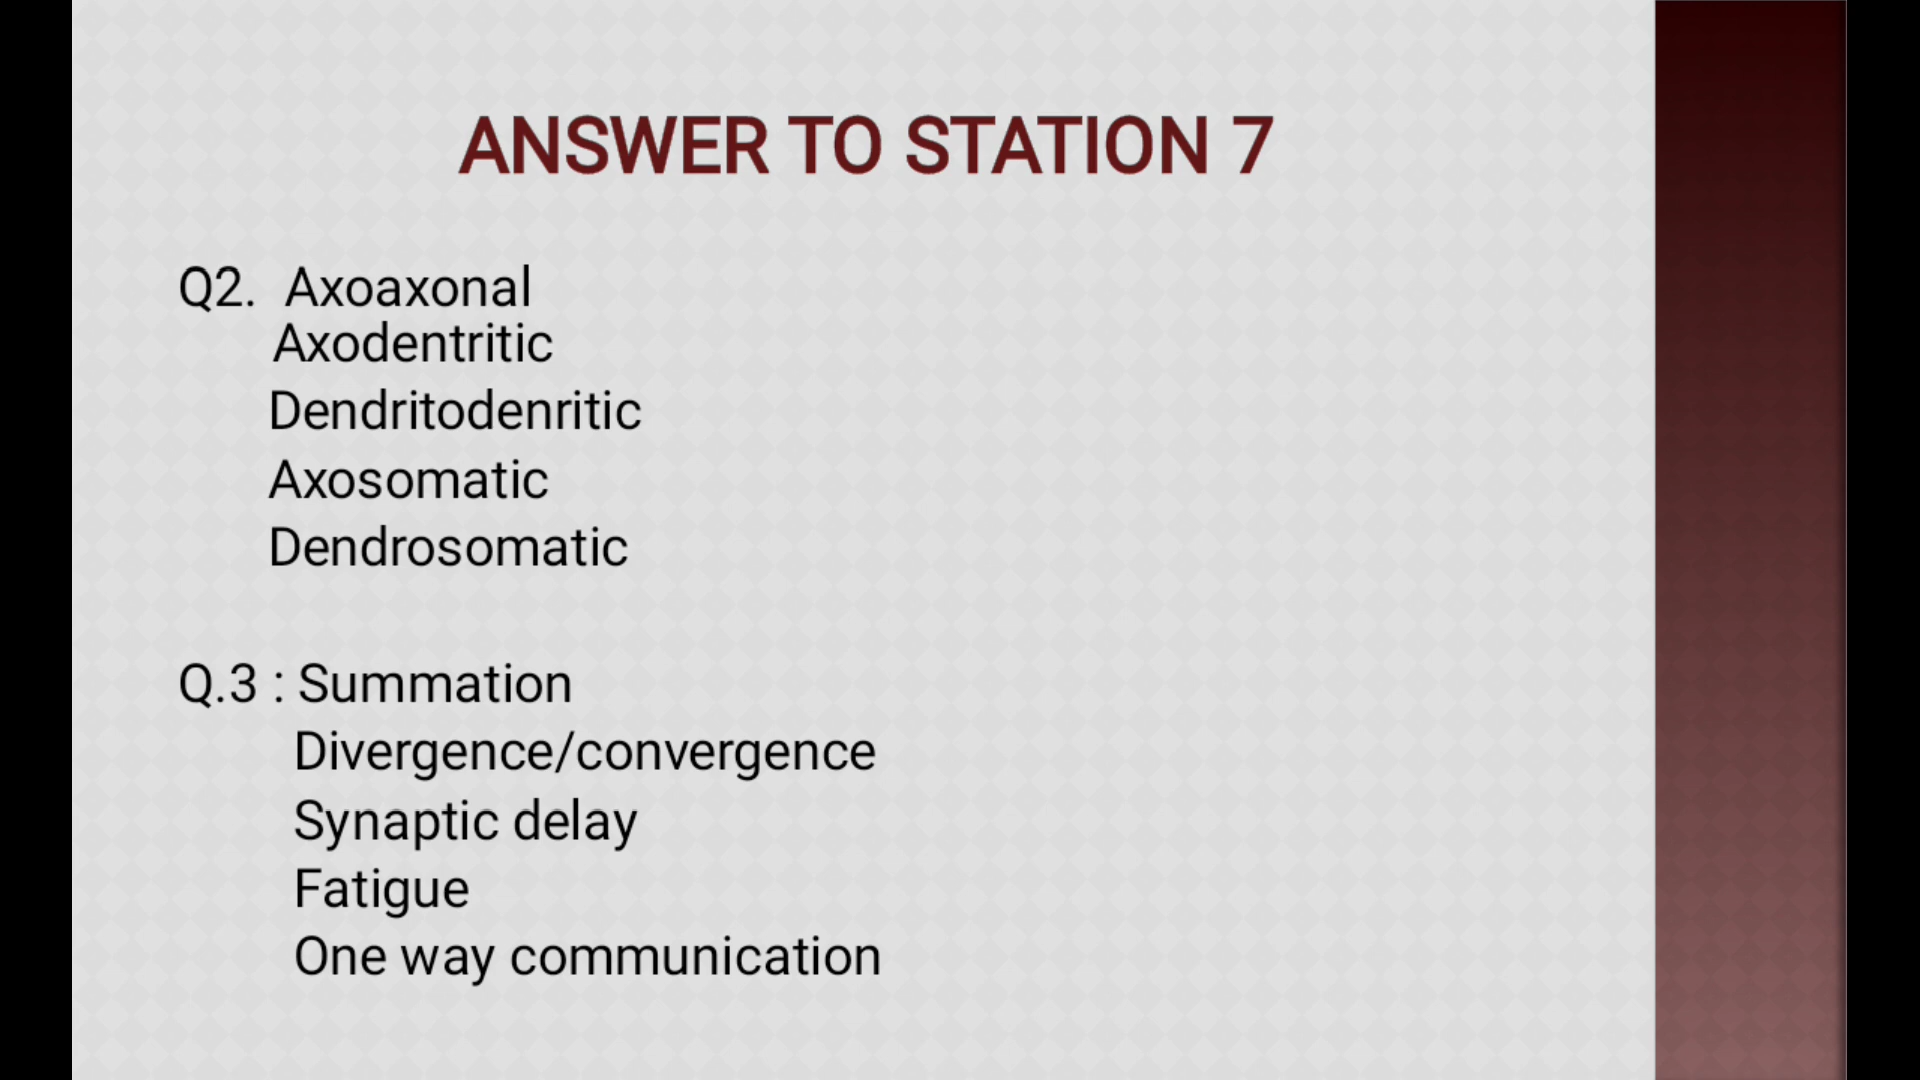 ANSWER TO STATION 7
Q2. Axoaxonal
Axodentritic
Dendritodenritic
Axosomatic
Dendrosomatic
Q.3 : Summation
Divergence/convergence
Synaptic delay
Fatigue
One way communication